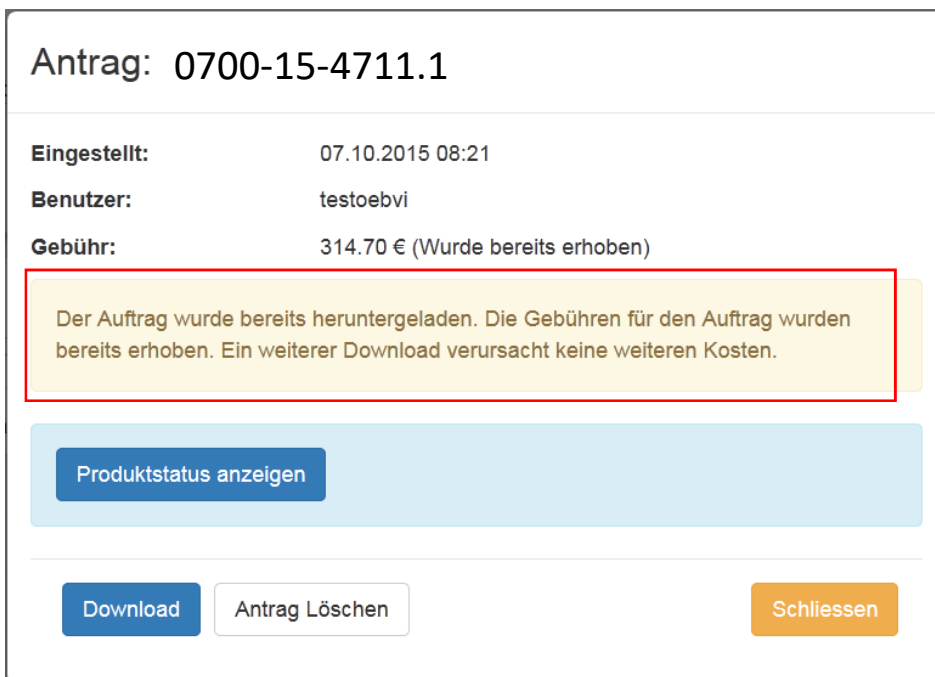 Antrag: 0700-15-4711.1
Eingestellt: 07.10.2015 08:21
Benutzer: testoebvi
Gebühr: 314.70 € (Wurde bereits erhoben)
Der Auftrag wurde bereits heruntergeladen. Die Gebühren für den Auftrag wurden
bereits erhoben. Ein weiterer Download verursacht keine weiteren Kosten.
Produktstatus anzeigen
Download Antrag Löschen Schliessen